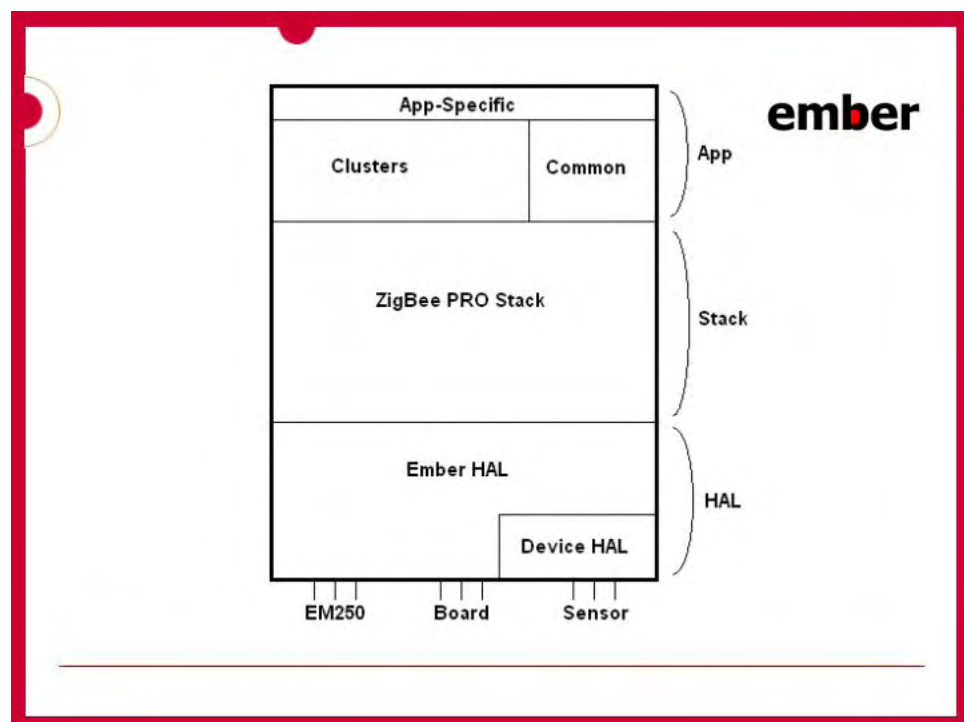 ember
App-Specific
Clusters
Common
App
ZigBee PRO Stack
Stack
Ember HAL
HAL
Device HAL
EM250
Board
Sensor